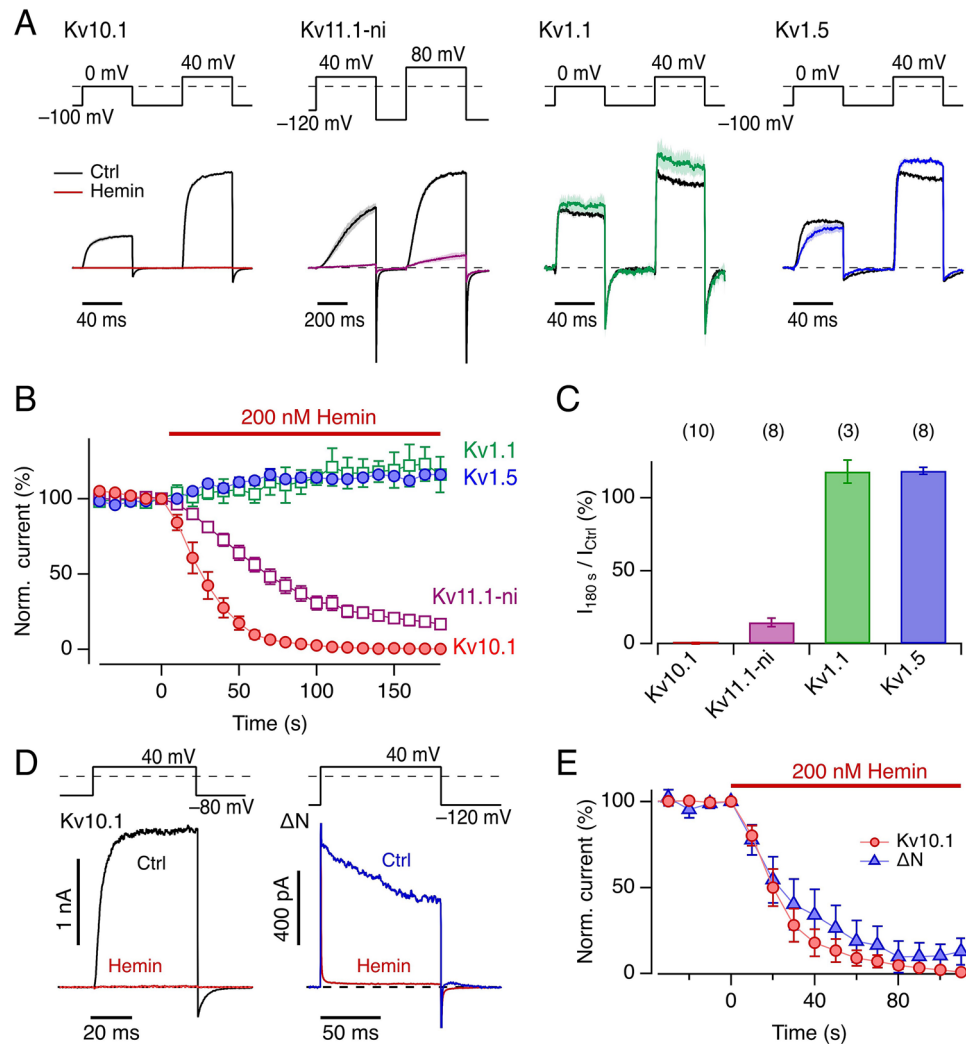 A
Kv10.1
Kv11.1-ni
Kv1.1
Kv1.5
0 mV
40 mV
−100 mV
40 mV
80 mV
−120 mV
0 mV
40 mV
−100 mV
0 mV
40 mV
Ctrl
Hemin
40 ms
200 ms
40 ms
40 ms
B
200 nM Hemin
Kv1.1
Kv1.5
Kv11.1-ni
Kv10.1
Norm. current (%)
100
50
0
0
50
100
150
Time (s)
C
(10)
(8)
(3)
(8)
I180 s / ICtrl (%)
100
50
0
Kv10.1
Kv11.1-ni
Kv1.1
Kv1.5
D
40 mV
−80 mV
Kv10.1
Ctrl
1 nA
Hemin
20 ms
40 mV
−120 mV
ΔN
Ctrl
400 pA
Hemin
50 ms
E
200 nM Hemin
Kv10.1
ΔN
Norm. current (%)
100
50
0
0
40
80
Time (s)